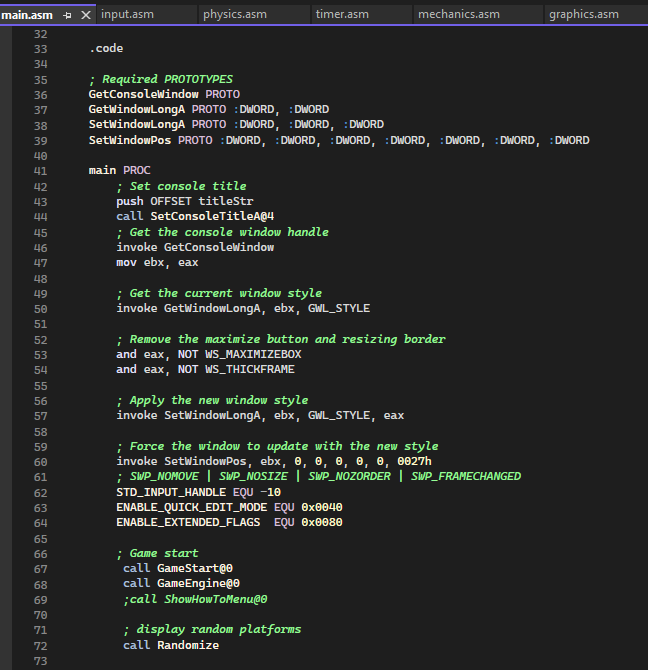 main.asm input.asm physics.asm timer.asm mechanics.asm graphics.asm
32
33 .code
34
35 ; Required PROTOTYPES
36 GetConsoleWindow PROTO
37 GetWindowLongA PROTO :DWORD, :DWORD
38 SetWindowLongA PROTO :DWORD, :DWORD, :DWORD
39 SetWindowPos PROTO :DWORD, :DWORD, :DWORD, :DWORD, :DWORD, :DWORD, :DWORD
40
41 main PROC
42 ; Set console title
43 push OFFSET titleStr
44 call SetConsoleTitleA@4
45 ; Get the console window handle
46 invoke GetConsoleWindow
47 mov ebx, eax
48
49 ; Get the current window style
50 invoke GetWindowLongA, ebx, GWL_STYLE
51
52 ; Remove the maximize button and resizing border
53 and eax, NOT WS_MAXIMIZEBOX
54 and eax, NOT WS_THICKFRAME
55
56 ; Apply the new window style
57 invoke SetWindowLongA, ebx, GWL_STYLE, eax
58
59 ; Force the window to update with the new style
60 invoke SetWindowPos, ebx, 0, 0, 0, 0, 0, 0027h
61 ; SWP_NOMOVE | SWP_NOSIZE | SWP_NOZORDER | SWP_FRAMECHANGED
62 STD_INPUT_HANDLE EQU -10
63 ENABLE_QUICK_EDIT_MODE EQU 0x0040
64 ENABLE_EXTENDED_FLAGS EQU 0x0080
65
66 ; Game start
67 call GameStart@0
68 call GameEngine@0
69 ;call ShowHowToMenu@0
70
71 ; display random platforms
72 call Randomize
73